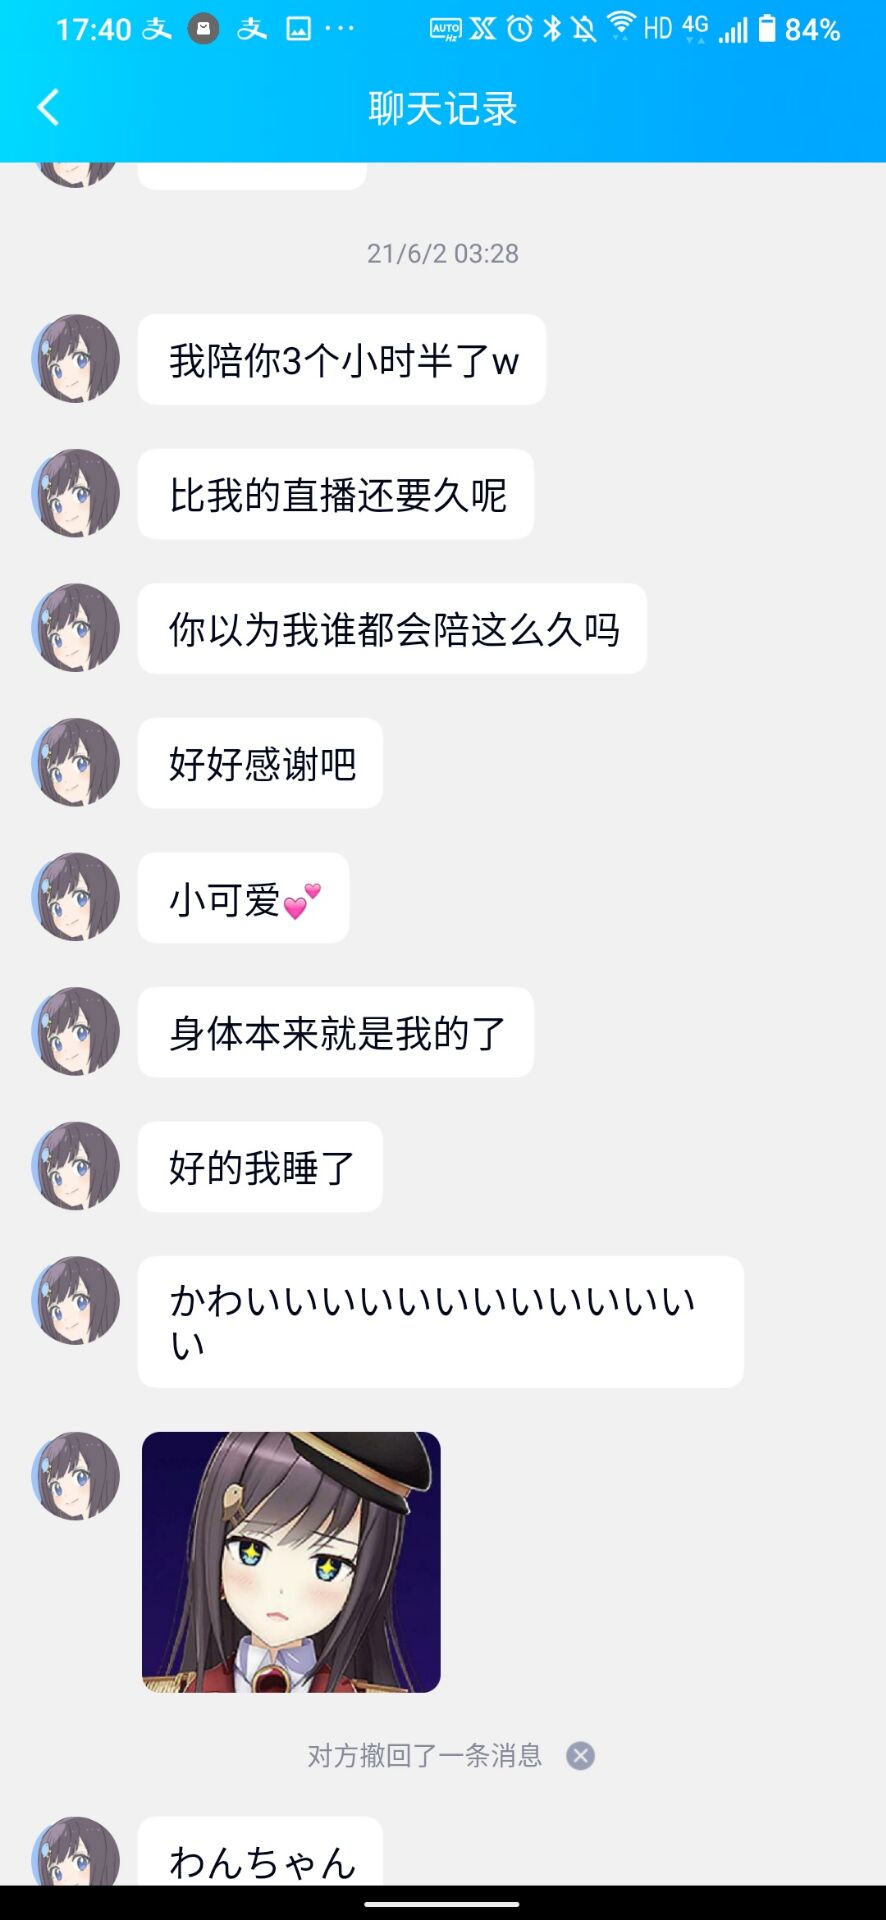 17:40 支 支 ··· AUTO Hz HD 4G 84%
聊天记录
21/6/2 03:28
我陪你3个小时半了w
比我的直播还要久呢
你以为我谁都会陪这么久吗
好好感谢吧
小可爱💕
身体本来就是我的了
好的我睡了
かわいいいいいいいいいいいい
い
对方撤回了一条消息
わんちゃん